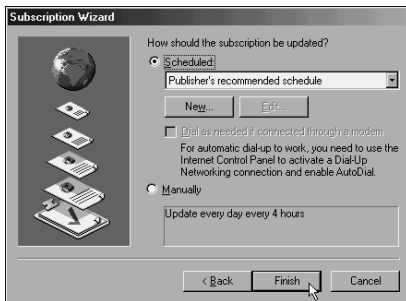 Subscription Wizard
How should the subscription be updated?
Scheduled:
Publisher's recommended schedule
New...
Edit...
Dial as needed if connected through a modem
For automatic dial-up to work, you need to use the
Internet Control Panel to activate a Dial-Up
Networking connection and enable AutoDial.
Manually
Update every day every 4 hours
< Back
Finish
Cancel